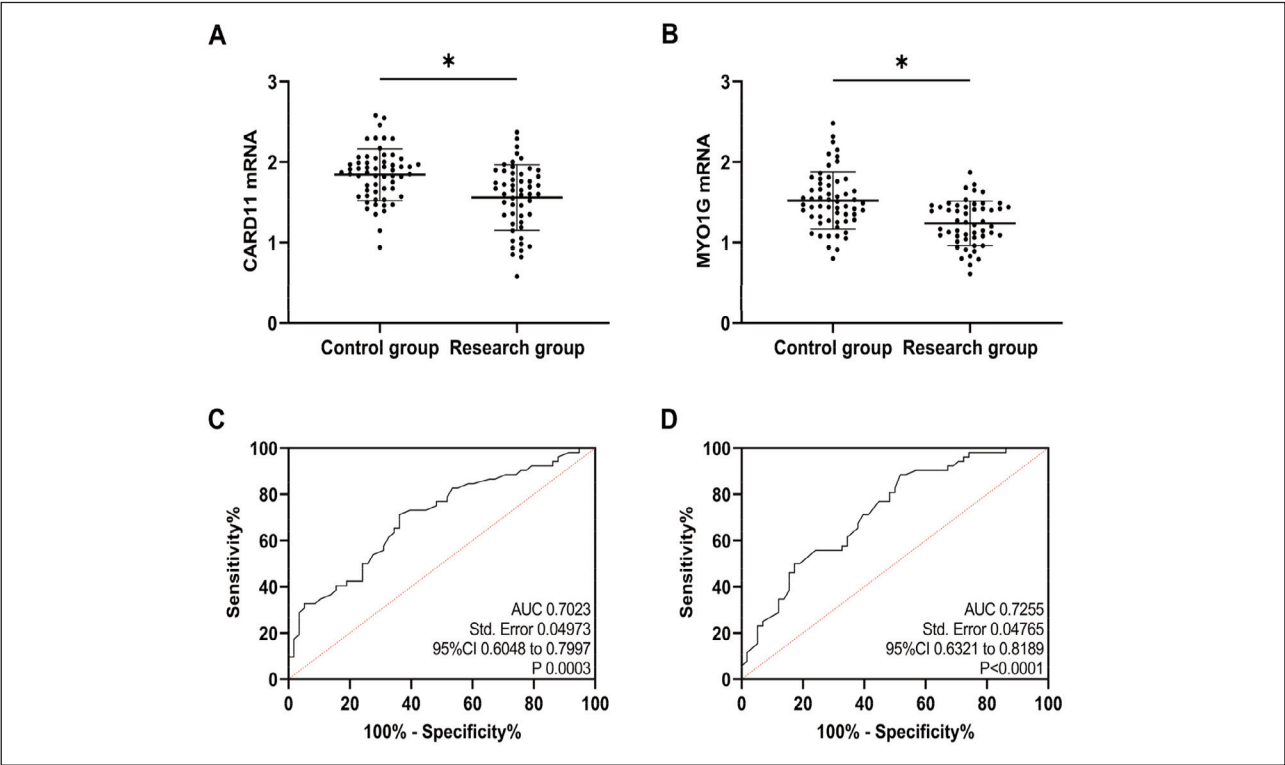 A
*
3
2
1
0
CARD11 mRNA
Control group Research group
B
*
3
2
1
0
MYO1G mRNA
Control group Research group
C
100
80
60
40
20
0
Sensitivity%
AUC 0.7023
Std. Error 0.04973
95%CI 0.6048 to 0.7997
P 0.0003
0 20 40 60 80 100
100% - Specificity%
D
100
80
60
40
20
0
Sensitivity%
AUC 0.7255
Std. Error 0.04765
95%CI 0.6321 to 0.8189
P<0.0001
0 20 40 60 80 100
100% - Specificity%